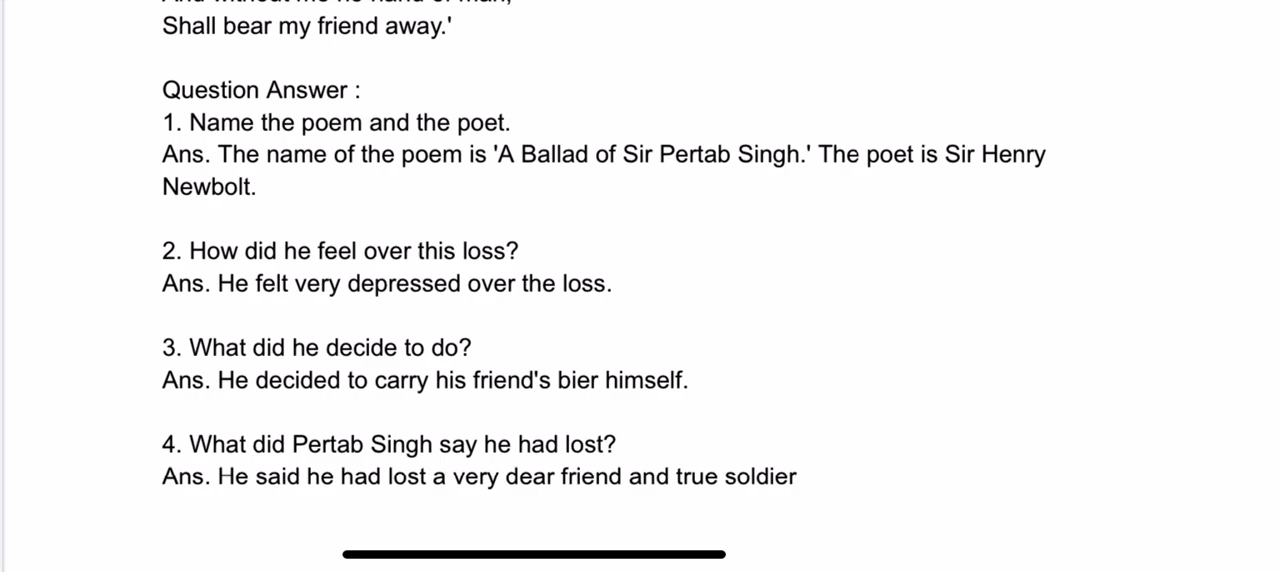 Shall bear my friend away.'
Question Answer :
1. Name the poem and the poet.
Ans. The name of the poem is 'A Ballad of Sir Pertab Singh.' The poet is Sir Henry
Newbolt.
2. How did he feel over this loss?
Ans. He felt very depressed over the loss.
3. What did he decide to do?
Ans. He decided to carry his friend's bier himself.
4. What did Pertab Singh say he had lost?
Ans. He said he had lost a very dear friend and true soldier